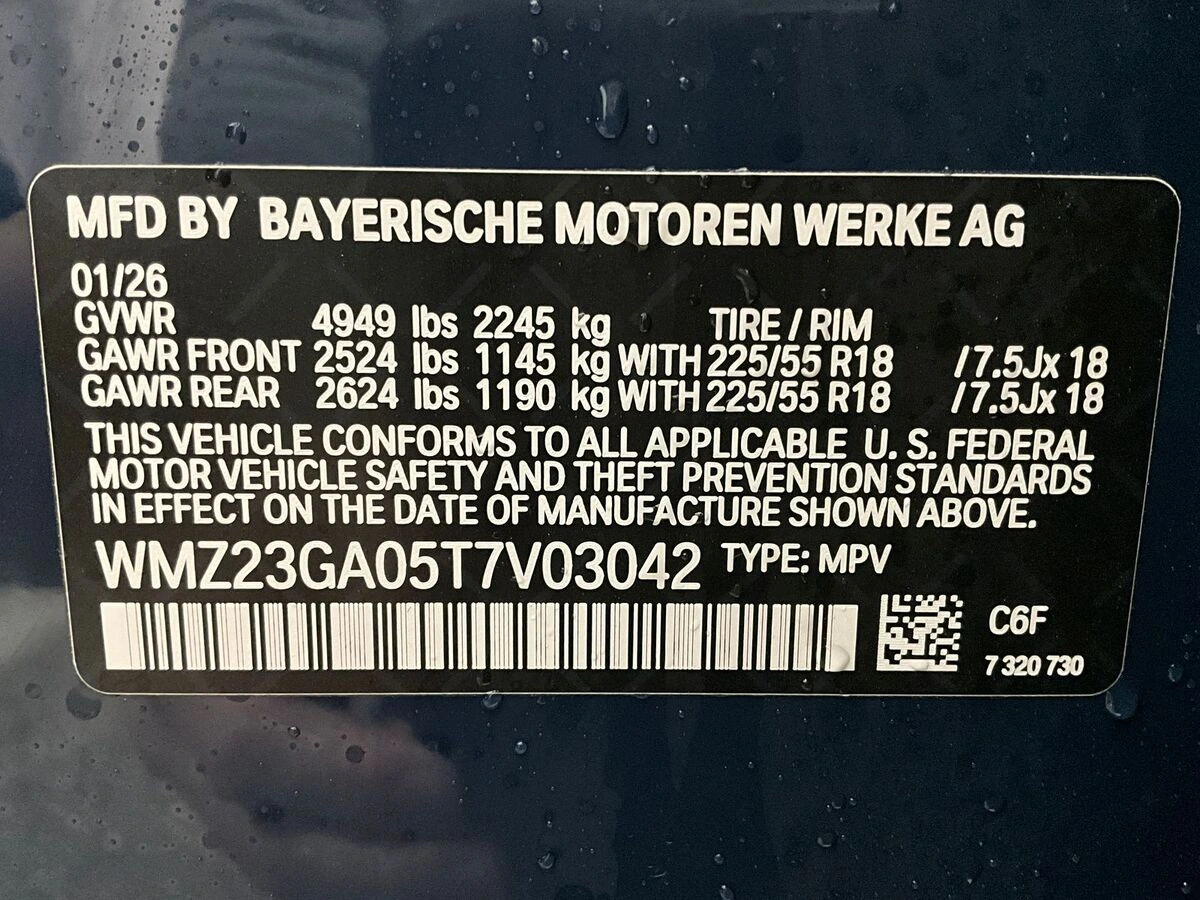 MFD BY BAYERISCHE MOTOREN WERKE AG
01/26
GVWR 4949 lbs 2245 kg TIRE / RIM
GAWR FRONT 2524 lbs 1145 kg WITH 225/55 R18 /7.5Jx 18
GAWR REAR 2624 lbs 1190 kg WITH 225/55 R18 /7.5Jx 18
THIS VEHICLE CONFORMS TO ALL APPLICABLE U. S. FEDERAL
MOTOR VEHICLE SAFETY AND THEFT PREVENTION STANDARDS
IN EFFECT ON THE DATE OF MANUFACTURE SHOWN ABOVE.
WMZ23GA05T7V03042 TYPE: MPV
C6F
7 320 730